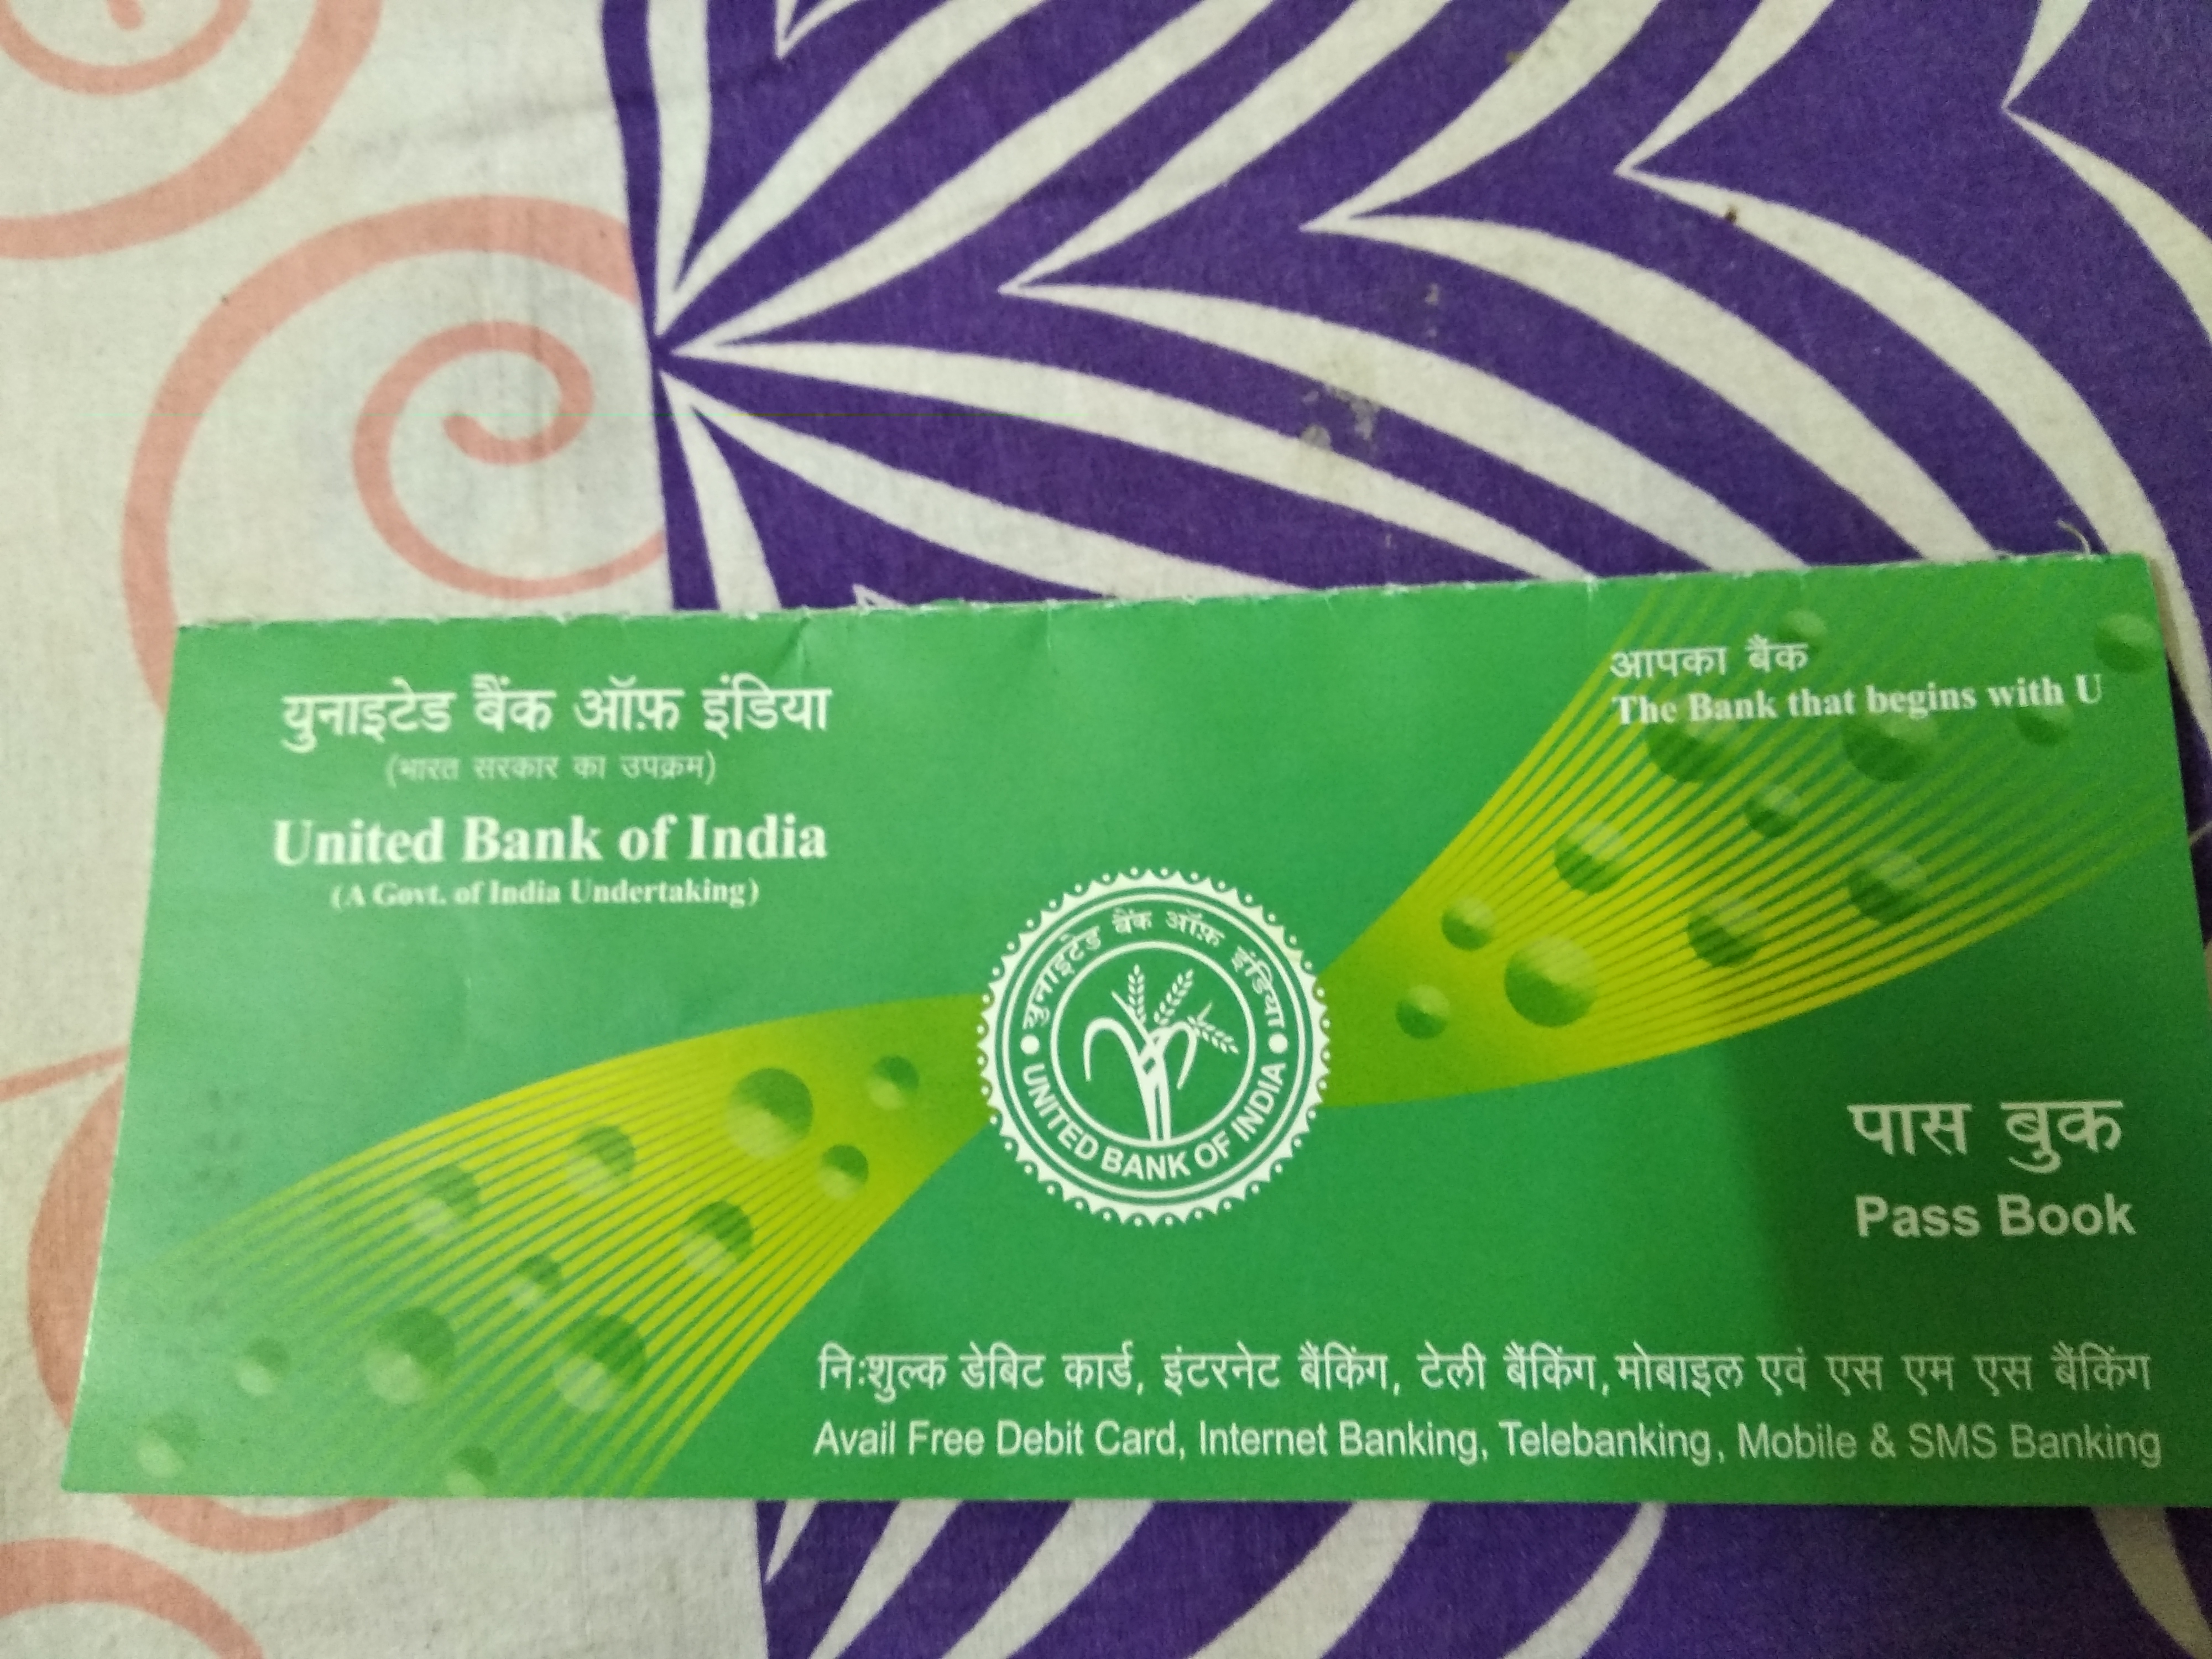 युनाइटेड बैंक ऑफ़ इंडिया
(भारत सरकार का उपक्रम)
United Bank of India
(A Govt. of India Undertaking)
आपका बैंक
The Bank that begins with U
युनाइटेड बैंक ऑफ़ इंडिया
UNITED BANK OF INDIA
पास बुक
Pass Book
निःशुल्क डेबिट कार्ड, इंटरनेट बैंकिंग, टेली बैंकिंग, मोबाइल एवं एस एम एस बैंकिंग
Avail Free Debit Card, Internet Banking, Telebanking, Mobile & SMS Banking